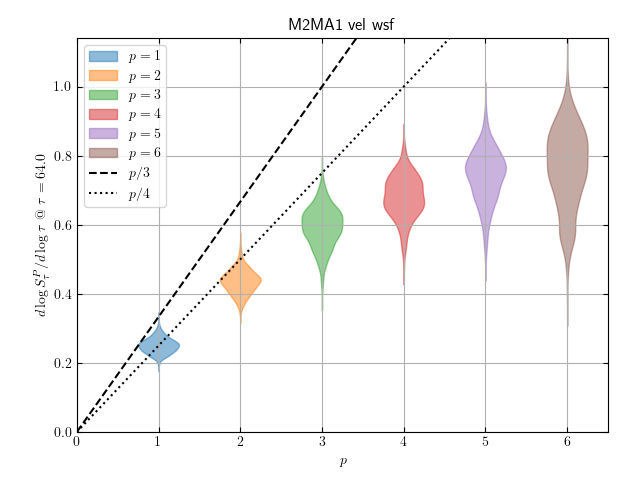 M2MA1 vel wsf
p = 1
p = 2
p = 3
p = 4
p = 5
p = 6
p/3
p/4
d log S_τ^P / d log τ @ τ = 64.0
1.0
0.8
0.6
0.4
0.2
0.0
0 1 2 3 4 5 6
p